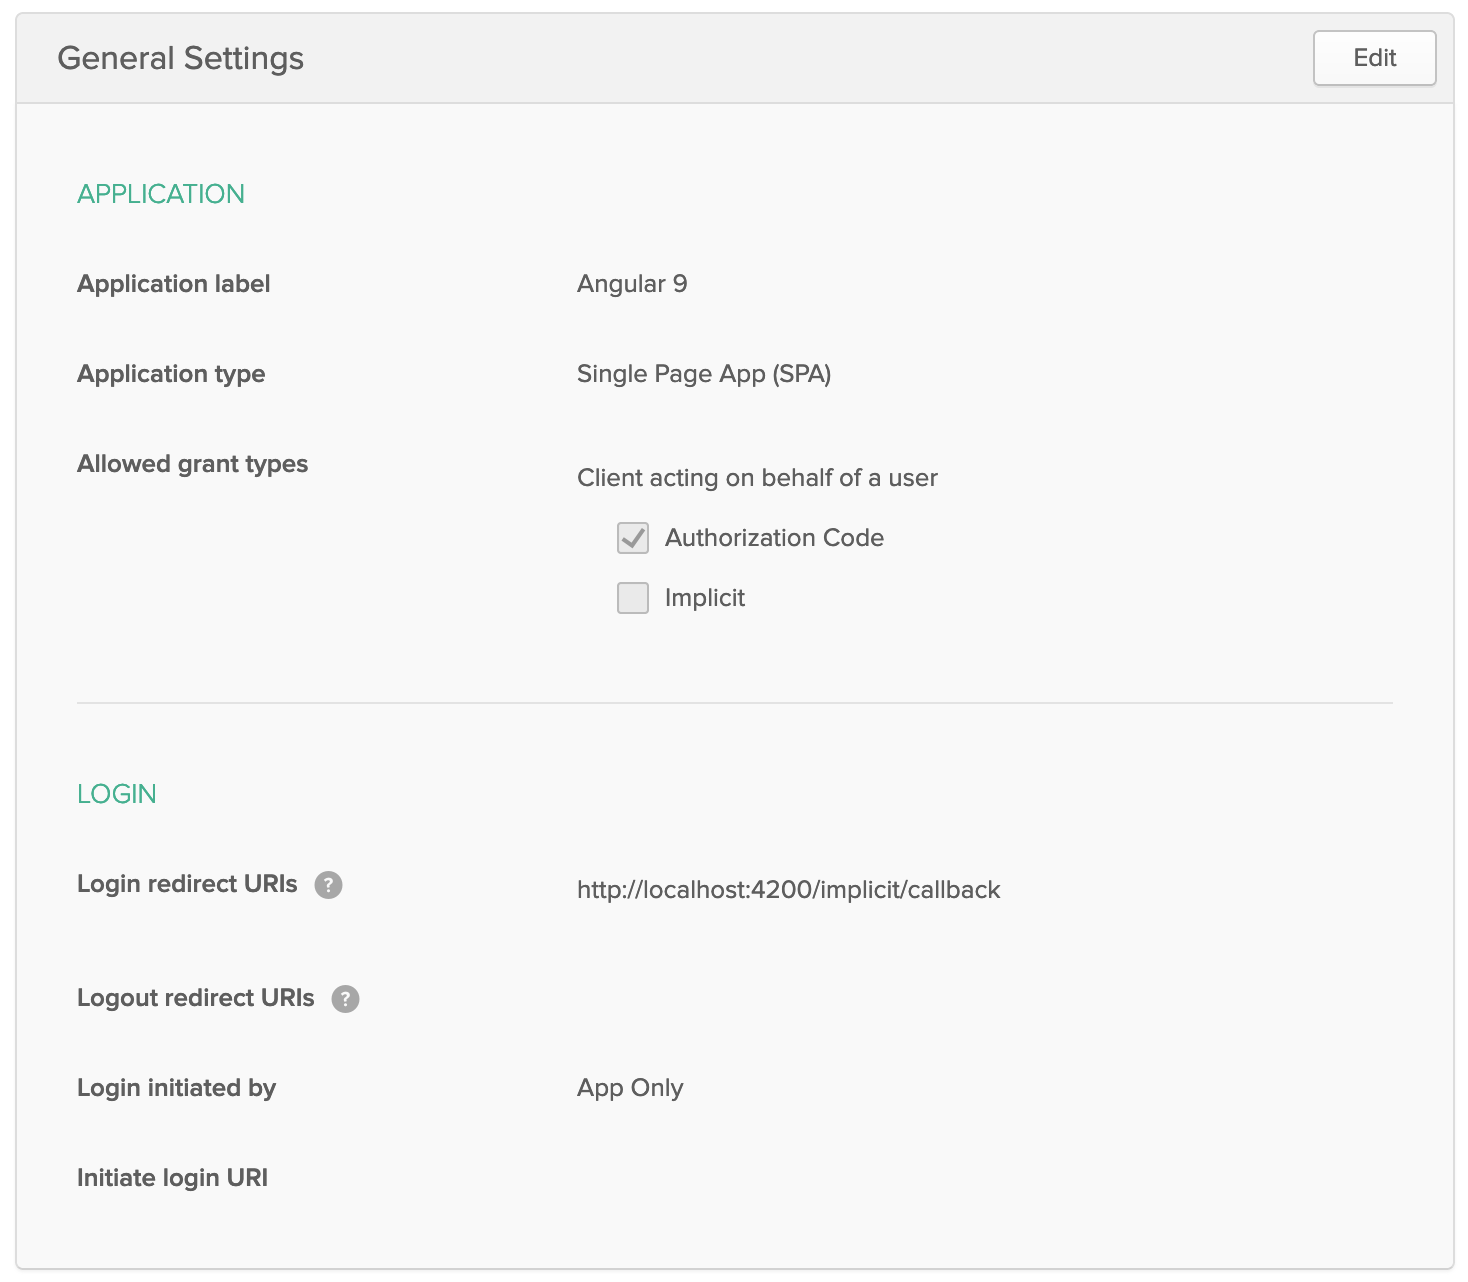 General Settings
Edit
APPLICATION
Application label
Angular 9
Application type
Single Page App (SPA)
Allowed grant types
Client acting on behalf of a user
Authorization Code
Implicit
LOGIN
Login redirect URIs ?
http://localhost:4200/implicit/callback
Logout redirect URIs ?
Login initiated by
App Only
Initiate login URI